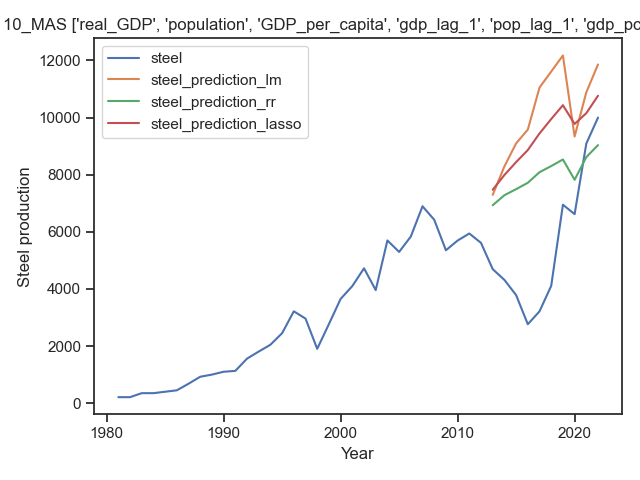 10_MAS ['real_GDP', 'population', 'GDP_per_capita', 'gdp_lag_1', 'pop_lag_1', 'gdp_po
12000
10000
8000
6000
4000
2000
0
Steel production
steel
steel_prediction_lm
steel_prediction_rr
steel_prediction_lasso
1980
1990
2000
2010
2020
Year